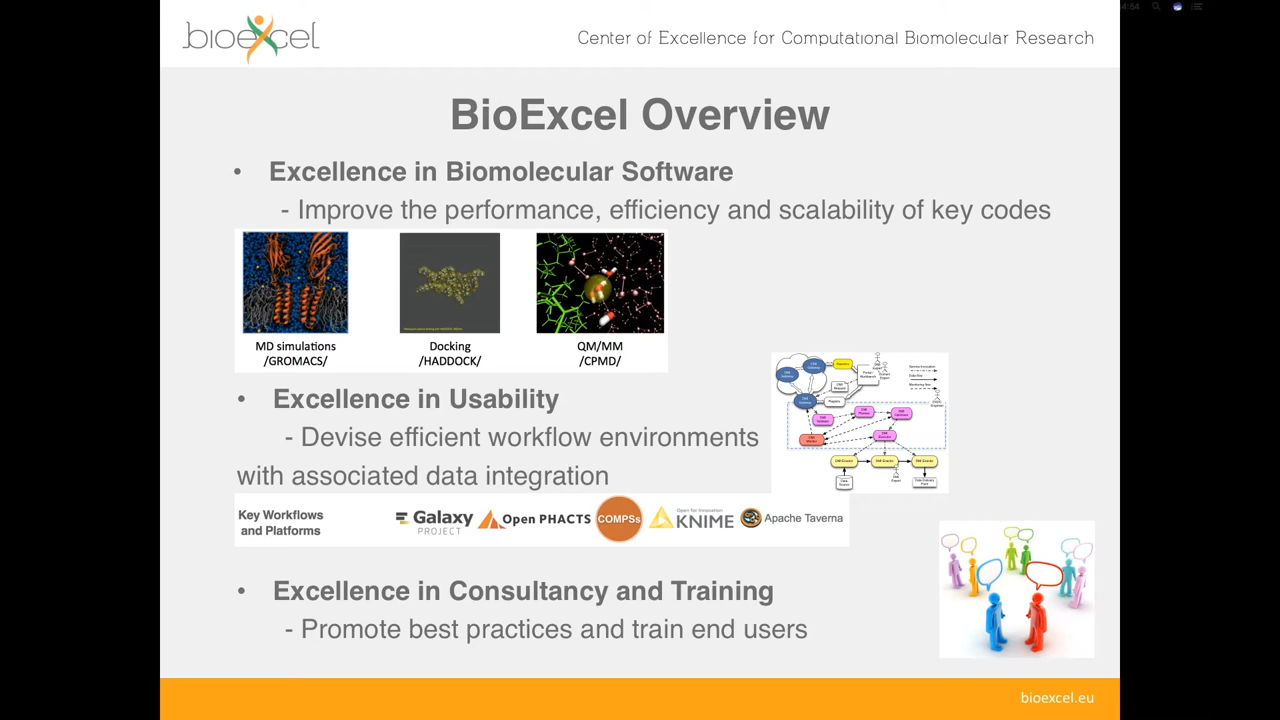 bioexcel
Center of Excellence for Computational Biomolecular Research
BioExcel Overview
• Excellence in Biomolecular Software
- Improve the performance, efficiency and scalability of key codes
MD simulations
/GROMACS/
Docking
/HADDOCK/
QM/MM
/CPMD/
• Excellence in Usability
- Devise efficient workflow environments
with associated data integration
Key Workflows
and Platforms
Galaxy
PROJECT
Open PHACTS
COMPSs
Open for Innovation
KNIME
Apache Taverna
• Excellence in Consultancy and Training
- Promote best practices and train end users
bioexcel.eu